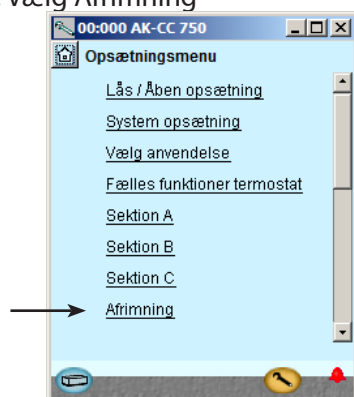 Vælg Afrimning
00:000 AK-CC 750
Opsætningsmenu
Lås / Åben opsætning
System opsætning
Vælg anvendelse
Fælles funktioner termostat
Sektion A
Sektion B
Sektion C
Afrimning